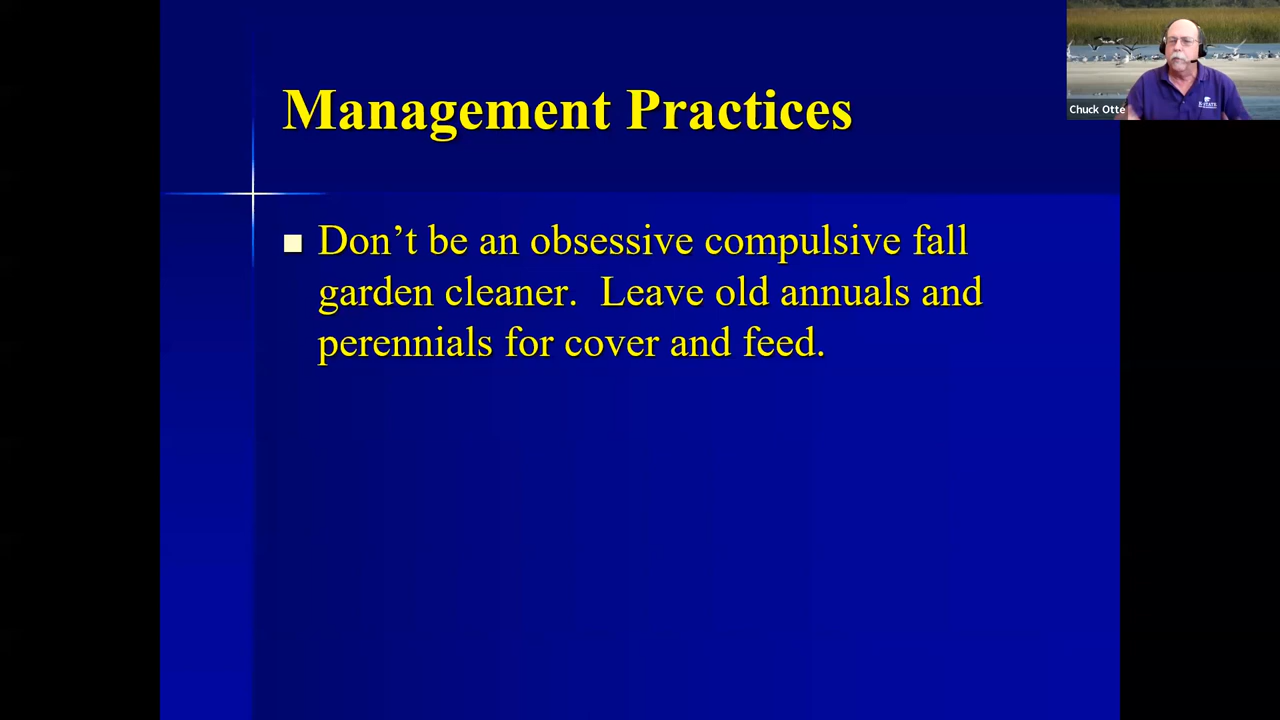 Management Practices
Don't be an obsessive compulsive fall
garden cleaner.  Leave old annuals and
perennials for cover and feed.
Chuck Otte
K-STATE